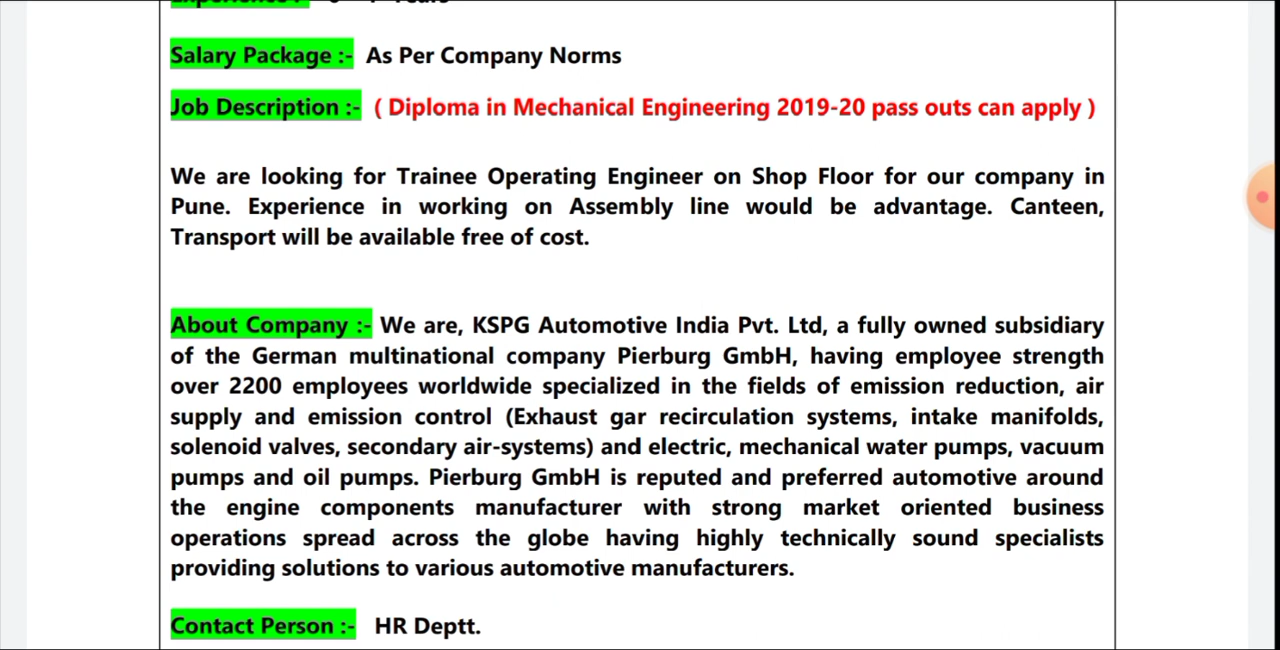 Salary Package :- As Per Company Norms
Job Description :- ( Diploma in Mechanical Engineering 2019-20 pass outs can apply )
We are looking for Trainee Operating Engineer on Shop Floor for our company in
Pune. Experience in working on Assembly line would be advantage. Canteen,
Transport will be available free of cost.
About Company :- We are, KSPG Automotive India Pvt. Ltd, a fully owned subsidiary
of the German multinational company Pierburg GmbH, having employee strength
over 2200 employees worldwide specialized in the fields of emission reduction, air
supply and emission control (Exhaust gar recirculation systems, intake manifolds,
solenoid valves, secondary air-systems) and electric, mechanical water pumps, vacuum
pumps and oil pumps. Pierburg GmbH is reputed and preferred automotive around
the engine components manufacturer with strong market oriented business
operations spread across the globe having highly technically sound specialists
providing solutions to various automotive manufacturers.
Contact Person :- HR Deptt.